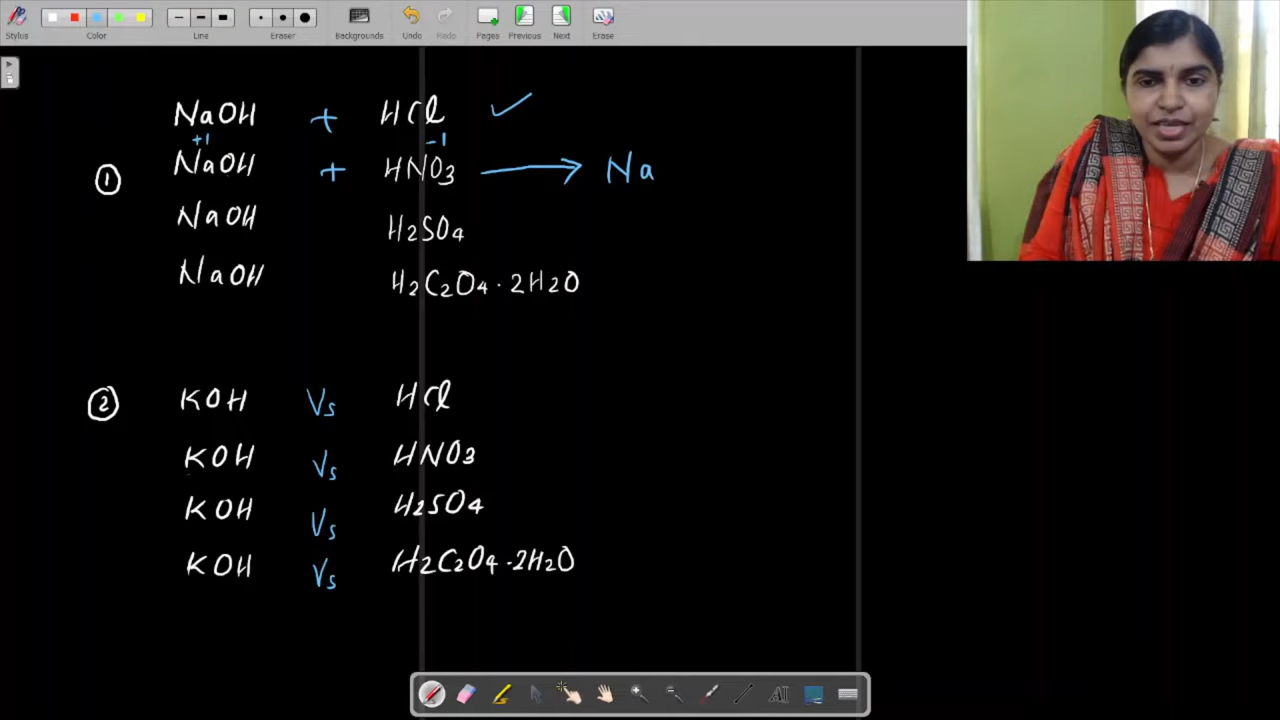 Stylus Color Line Eraser Backgrounds Undo Redo Pages Previous Next Erase
NaOH + HCl ✓
+1 -1
① NaOH + HNO3 → Na
NaOH H2SO4
NaOH H2C2O4·2H2O
② KOH Vs HCl
KOH Vs HNO3
KOH Vs H2SO4
KOH Vs H2C2O4·2H2O
AI